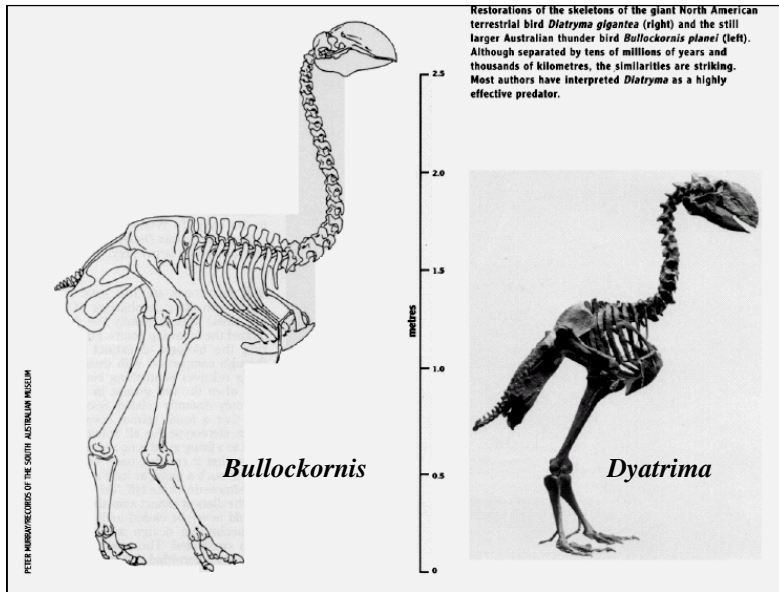 Restorations of the skeletons of the giant North American
terrestrial bird Diatryma gigantea (right) and the still
larger Australian thunder bird Bullockornis planei (left).
Although separated by tens of millions of years and
thousands of kilometres, the similarities are striking.
Most authors have interpreted Diatryma as a highly
effective predator.
2.5
2.0
1.5
1.0
0.5
0
metres
PETER MURRAY/RECORDS OF THE SOUTH AUSTRALIAN MUSEUM
Bullockornis
Dyatrima